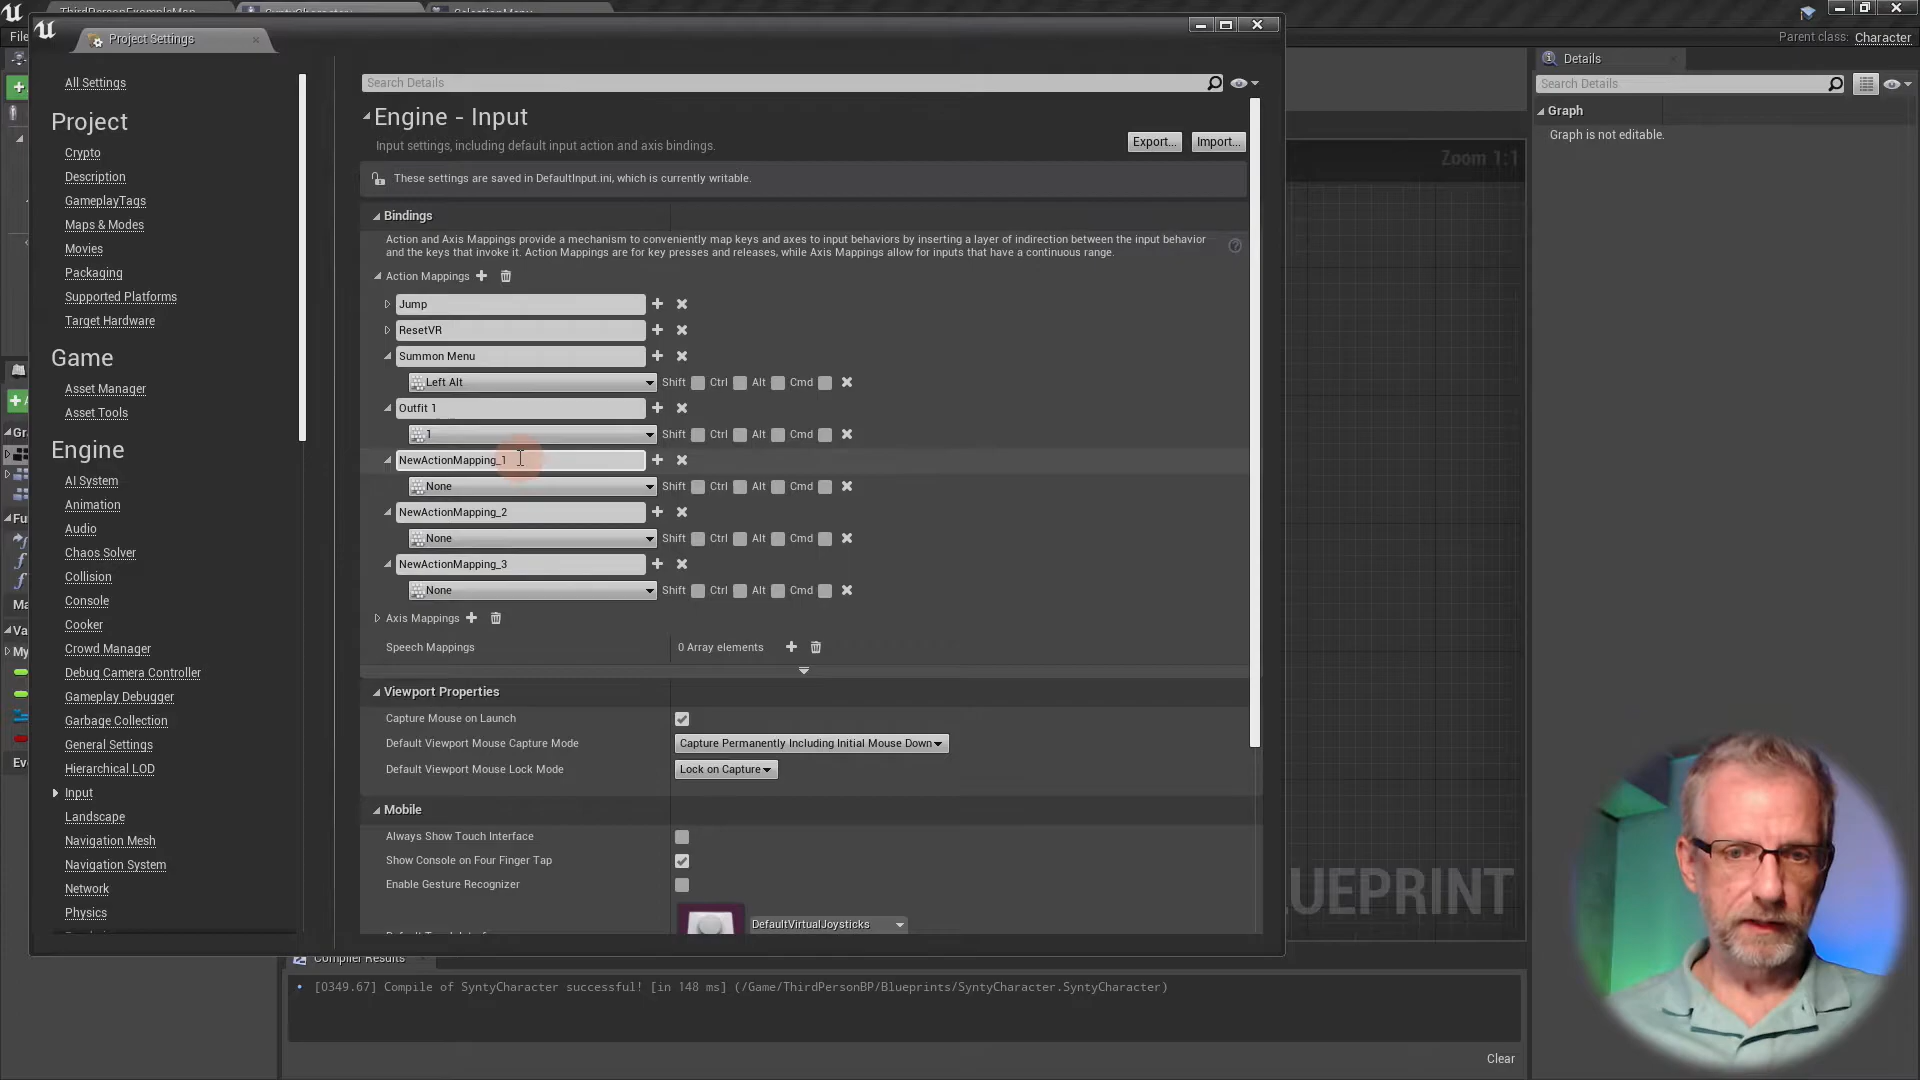 Project Settings
File
Parent class: Character
All Settings
Project
Crypto
Description
GameplayTags
Maps & Modes
Movies
Packaging
Supported Platforms
Target Hardware
Game
Asset Manager
Asset Tools
Engine
AI System
Animation
Audio
Chaos Solver
Collision
Console
Cooker
Crowd Manager
Debug Camera Controller
Gameplay Debugger
Garbage Collection
General Settings
Hierarchical LOD
Input
Landscape
Navigation Mesh
Navigation System
Network
Physics
Search Details
Engine - Input
Input settings, including default input action and axis bindings.
Export...
Import...
These settings are saved in DefaultInput.ini, which is currently writable.
Bindings
Action and Axis Mappings provide a mechanism to conveniently map keys and axes to input behaviors by inserting a layer of indirection between the input behavior
and the keys that invoke it. Action Mappings are for key presses and releases, while Axis Mappings allow for inputs that have a continuous range.
Action Mappings
Jump
ResetVR
Summon Menu
Left Alt Shift Ctrl Alt Cmd
Outfit 1
1 Shift Ctrl Alt Cmd
NewActionMapping_1
None Shift Ctrl Alt Cmd
NewActionMapping_2
None Shift Ctrl Alt Cmd
NewActionMapping_3
None Shift Ctrl Alt Cmd
Axis Mappings
Speech Mappings 0 Array elements
Viewport Properties
Capture Mouse on Launch
Default Viewport Mouse Capture Mode Capture Permanently Including Initial Mouse Down
Default Viewport Mouse Lock Mode Lock on Capture
Mobile
Always Show Touch Interface
Show Console on Four Finger Tap
Enable Gesture Recognizer
DefaultVirtualJoysticks
Details
Search Details
Graph
Graph is not editable.
Zoom 1:1
LUEPRINT
Compiler Results
[0349.67] Compile of SyntyCharacter successful! [in 148 ms] (/Game/ThirdPersonBP/Blueprints/SyntyCharacter.SyntyCharacter)
Clear